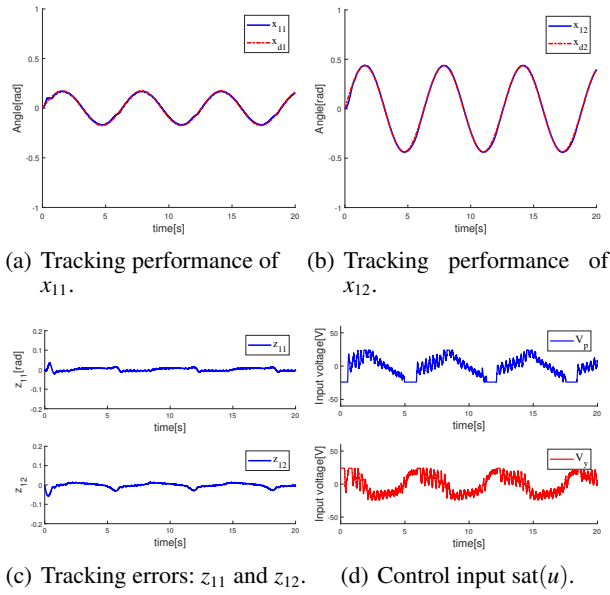 1
0.5
0
-0.5
-1
Angle[rad]
0 5 10 15 20
time[s]
x11
xd1
1
0.5
0
-0.5
-1
Angle[rad]
0 5 10 15 20
time[s]
x12
xd2
(a) Tracking performance of
x11.
(b) Tracking performance of
x12.
0.2
0.1
0
-0.1
-0.2
z11[rad]
0 5 10 15 20
time[s]
z11
50
0
-50
Input voltage[V]
0 5 10 15 20
time[s]
Vp
0.2
0.1
0
-0.1
-0.2
z12
0 5 10 15 20
time[s]
z12
50
0
-50
Input voltage[V]
0 5 10 15 20
time[s]
Vy
(c) Tracking errors: z11 and z12.
(d) Control input sat(u).